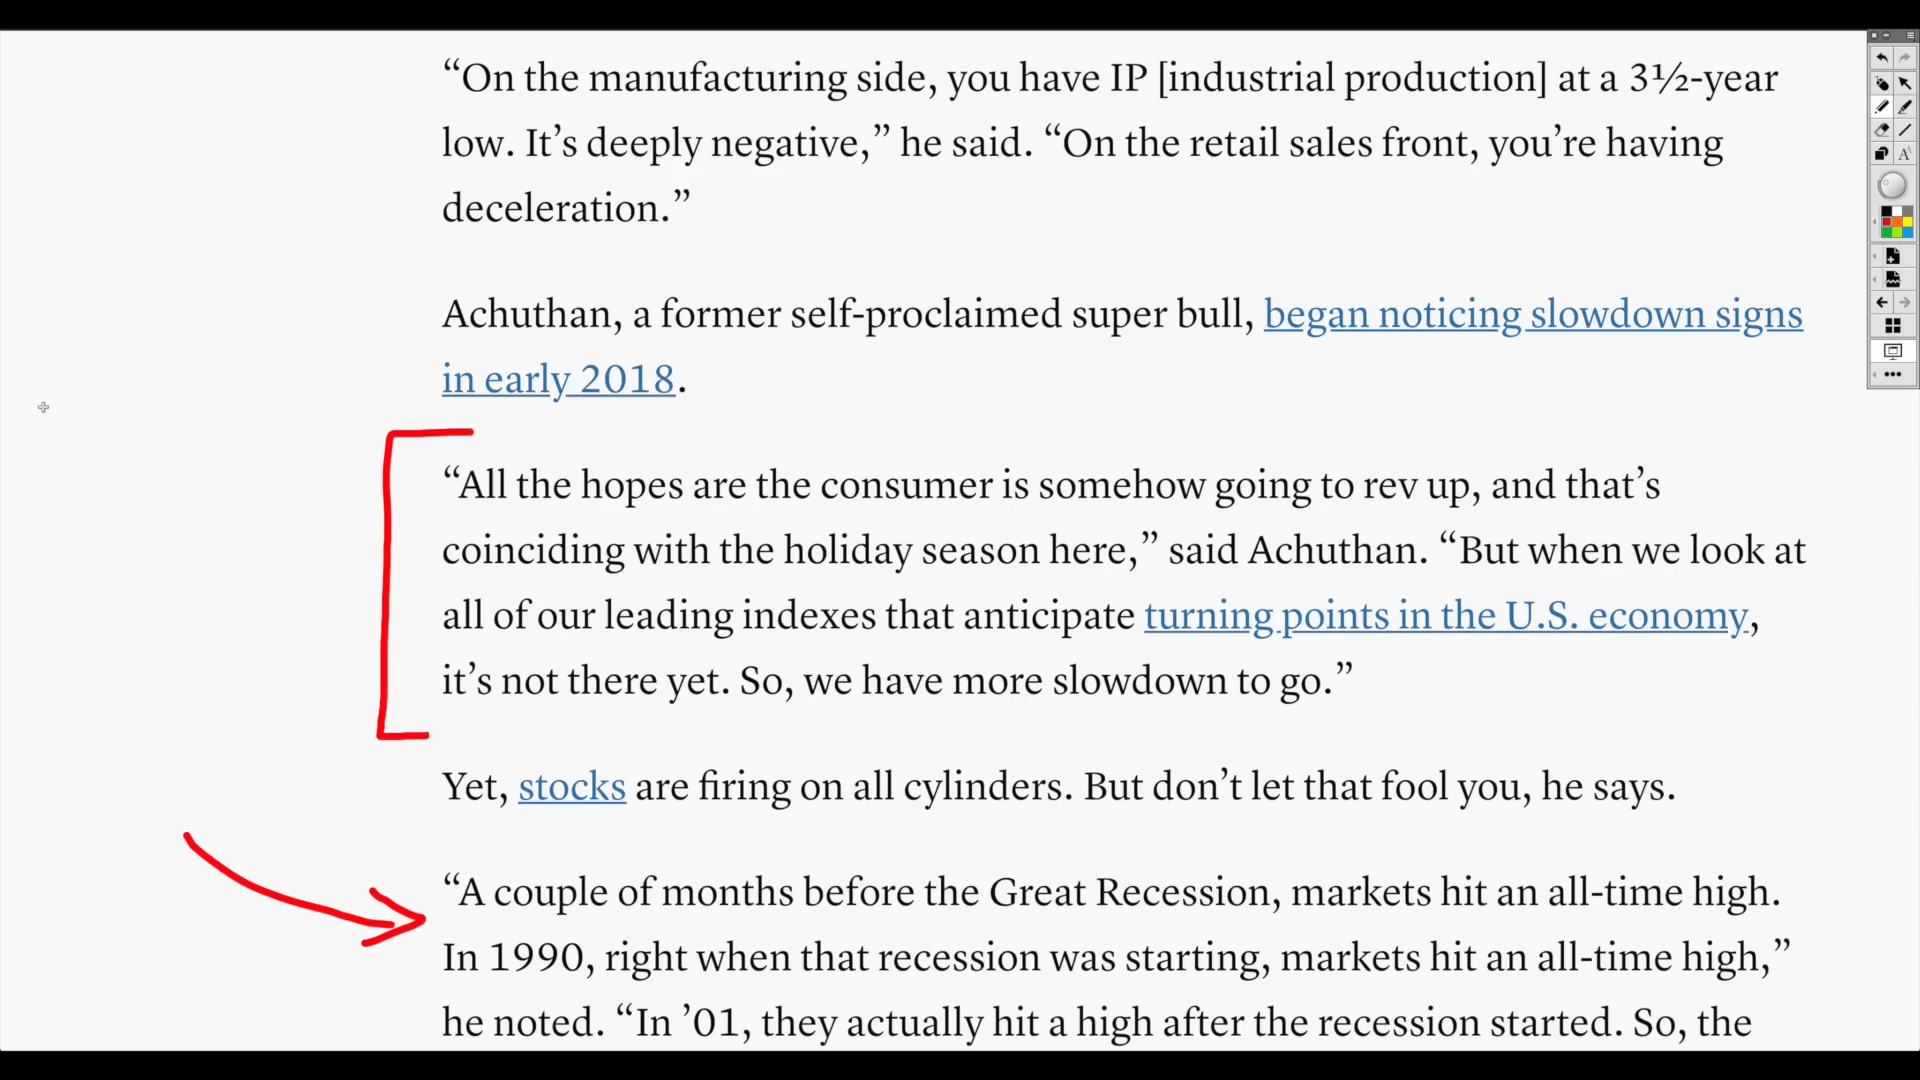 “On the manufacturing side, you have IP [industrial production] at a 3½-year
low. It’s deeply negative,” he said. “On the retail sales front, you’re having
deceleration.”
Achuthan, a former self-proclaimed super bull, began noticing slowdown signs
in early 2018.
“All the hopes are the consumer is somehow going to rev up, and that’s
coinciding with the holiday season here,” said Achuthan. “But when we look at
all of our leading indexes that anticipate turning points in the U.S. economy,
it’s not there yet. So, we have more slowdown to go.”
Yet, stocks are firing on all cylinders. But don’t let that fool you, he says.
“A couple of months before the Great Recession, markets hit an all-time high.
In 1990, right when that recession was starting, markets hit an all-time high,”
he noted. “In ’01, they actually hit a high after the recession started. So, the